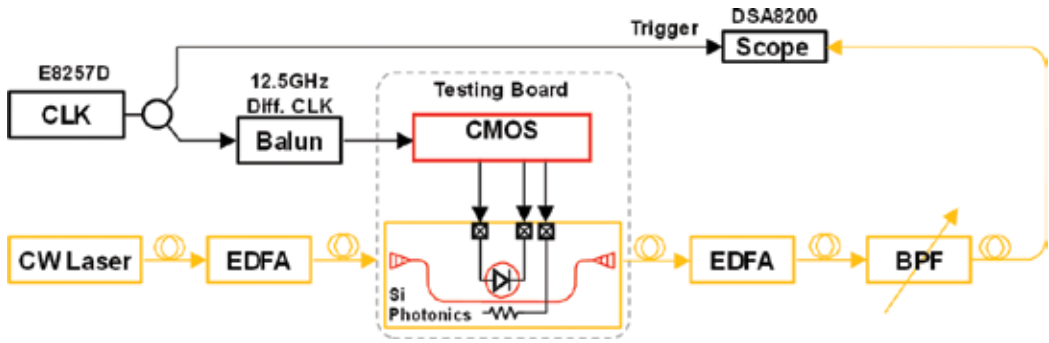 DSA8200
Trigger
Scope
E8257D
CLK
12.5GHz
Diff. CLK
Balun
Testing Board
CMOS
CW Laser
EDFA
Si
Photonics
EDFA
BPF